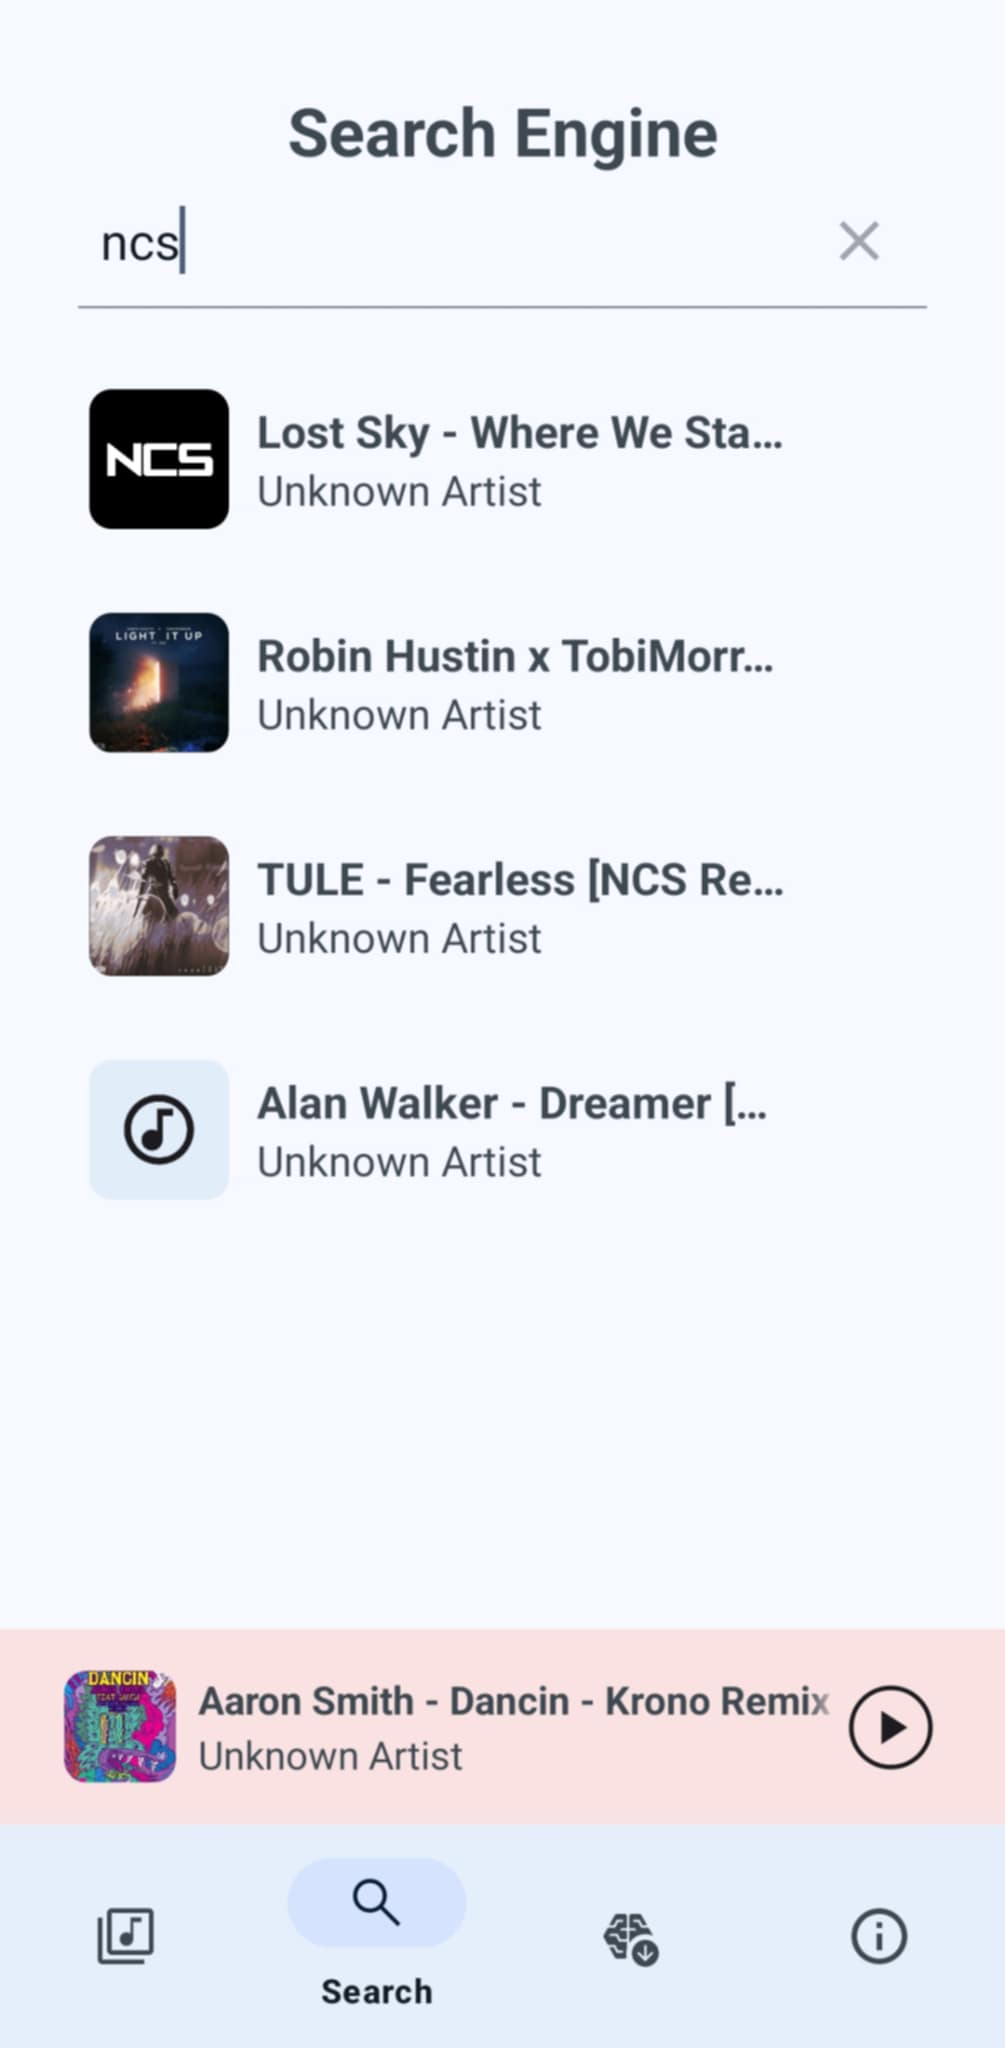 Search Engine
ncs
NCS
Lost Sky - Where We Sta...
Unknown Artist
LIGHT IT UP
Robin Hustin x TobiMorr...
Unknown Artist
TULE - Fearless [NCS Re...
Unknown Artist
Alan Walker - Dreamer [...
Unknown Artist
DANCIN
Aaron Smith - Dancin - Krono Remix
Unknown Artist
Search